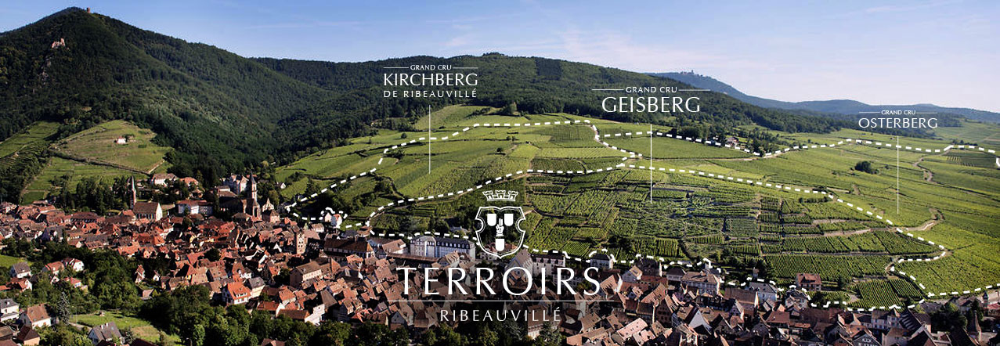 GRAND CRU
KIRCHBERG
DE RIBEAUVILLÉ
GRAND CRU
GEISBERG
GRAND CRU
OSTERBERG
TERROIRS
RIBEAUVILLÉ